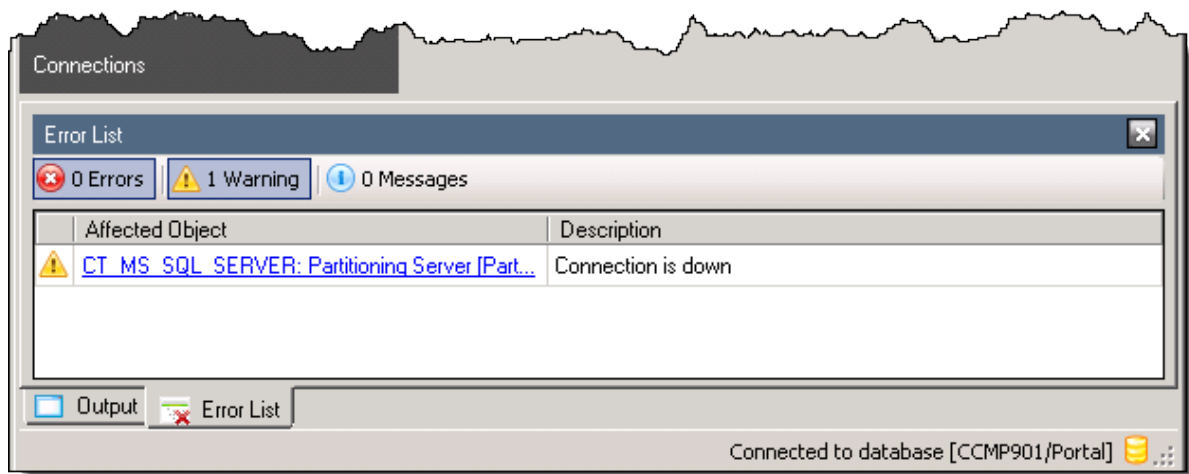 Connections
Error List
0 Errors 1 Warning 0 Messages
Affected Object Description
CT_MS_SQL_SERVER: Partitioning Server [Part... Connection is down
Output Error List
Connected to database [CCMP901/Portal]